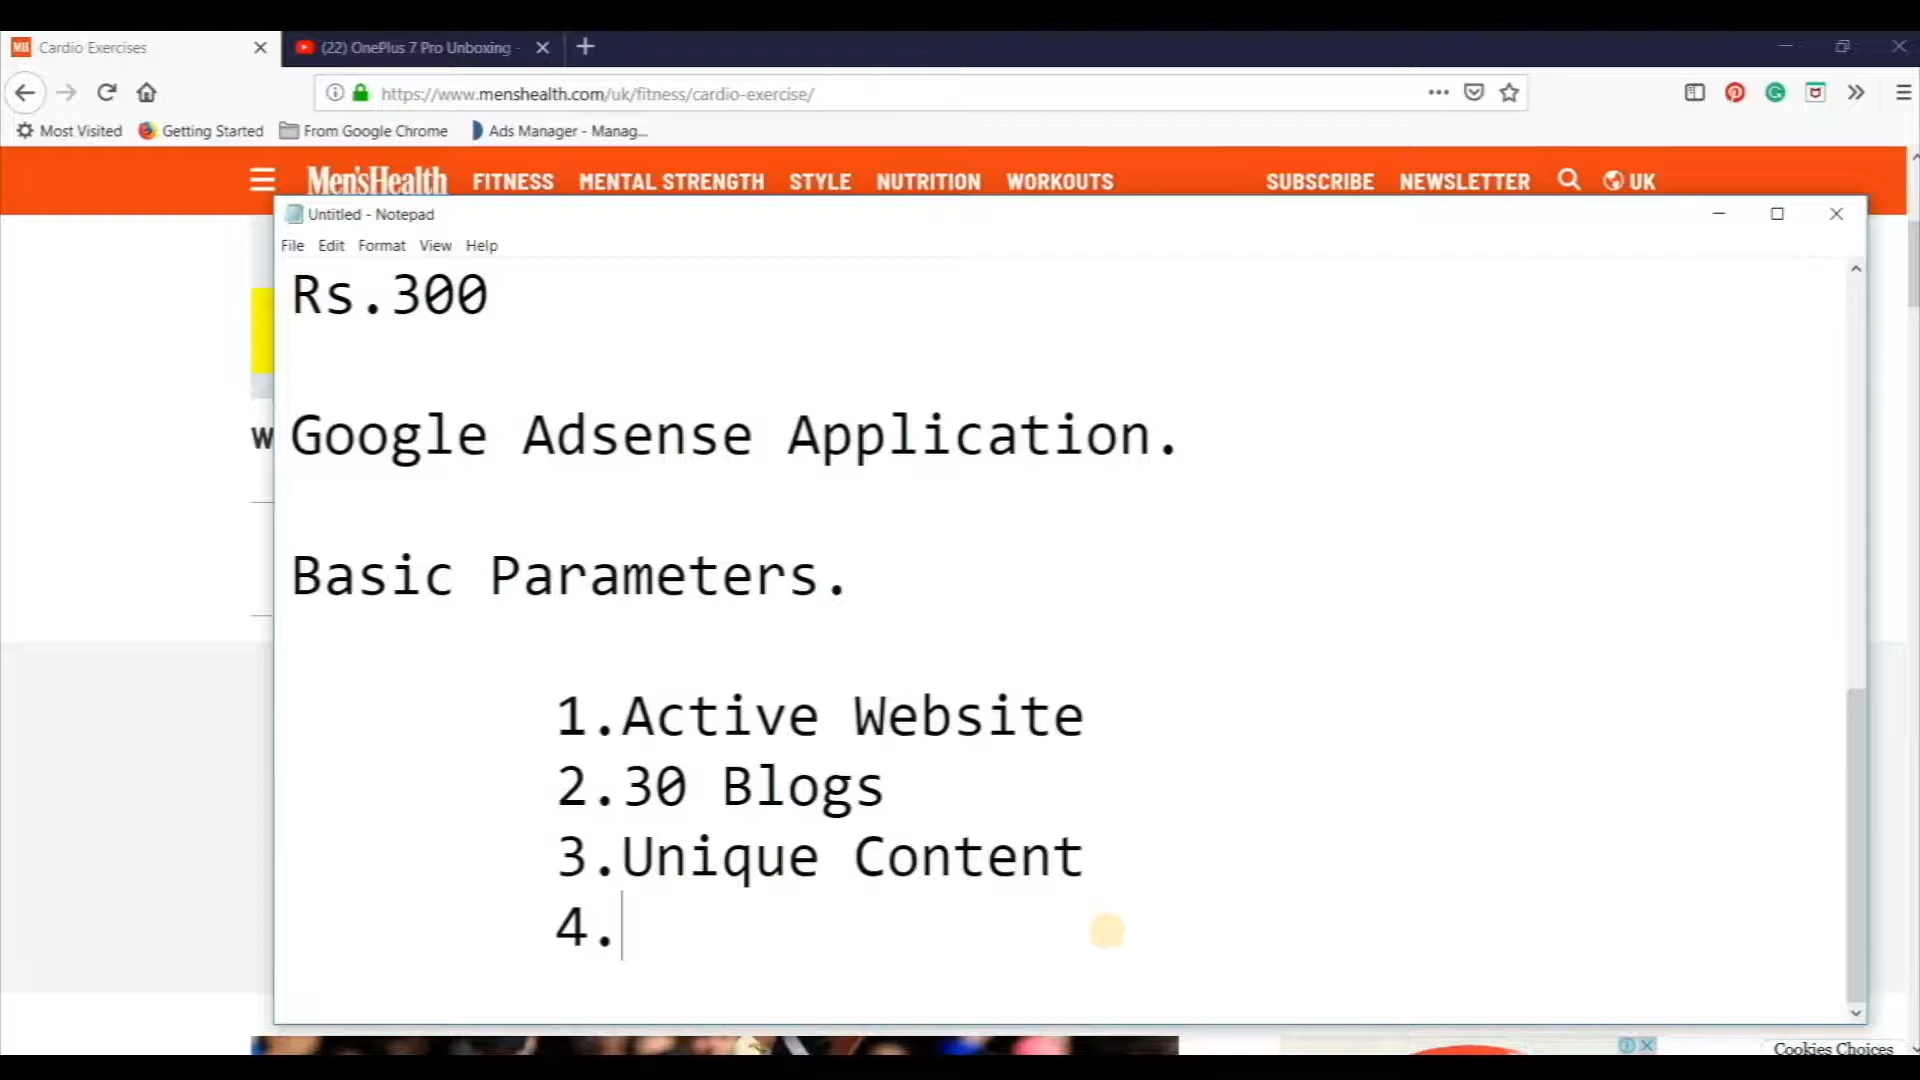 MH Cardio Exercises
(22) OnePlus 7 Pro Unboxing -
https://www.menshealth.com/uk/fitness/cardio-exercise/
Most Visited Getting Started From Google Chrome Ads Manager - Manag...
Men'sHealth FITNESS MENTAL STRENGTH STYLE NUTRITION WORKOUTS SUBSCRIBE NEWSLETTER UK
Untitled - Notepad
File Edit Format View Help
Rs.300
W
Google Adsense Application.
Basic Parameters.
1.Active Website
2.30 Blogs
3.Unique Content
4.
Cookies Choices